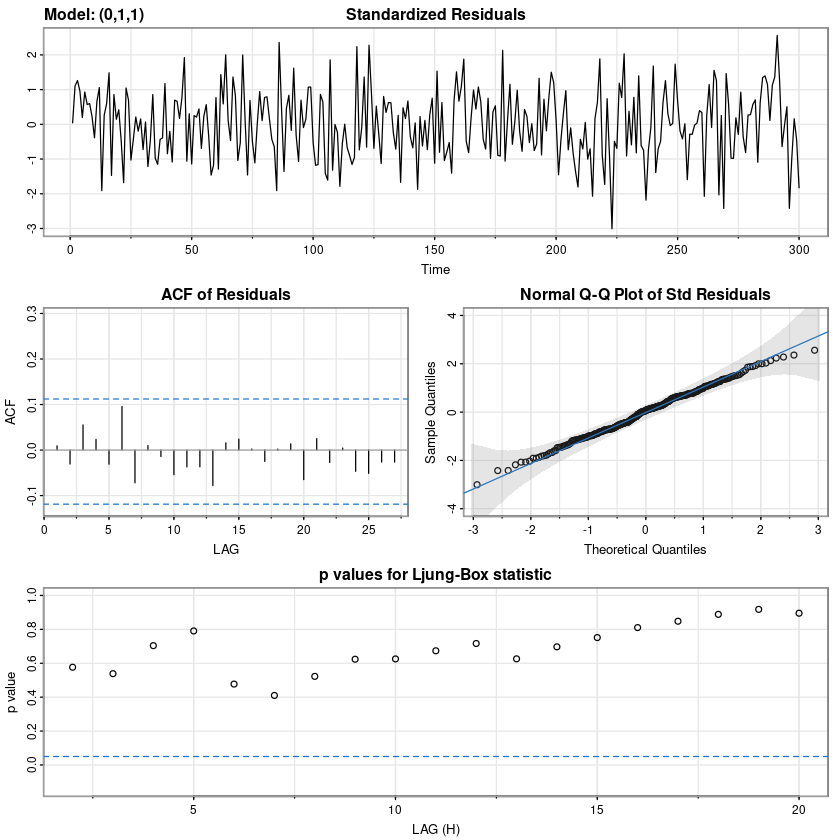 Model: (0,1,1) Standardized Residuals
2
1
0
-1
-2
-3
0 50 100 150 200 250 300
Time
ACF of Residuals
ACF
0.3
0.2
0.1
0.0
-0.1
0 5 10 15 20 25
LAG
Normal Q-Q Plot of Std Residuals
Sample Quantiles
4
2
0
-2
-4
-3 -2 -1 0 1 2 3
Theoretical Quantiles
p values for Ljung-Box statistic
p value
1.0
0.8
0.6
0.4
0.2
0.0
5 10 15 20
LAG (H)